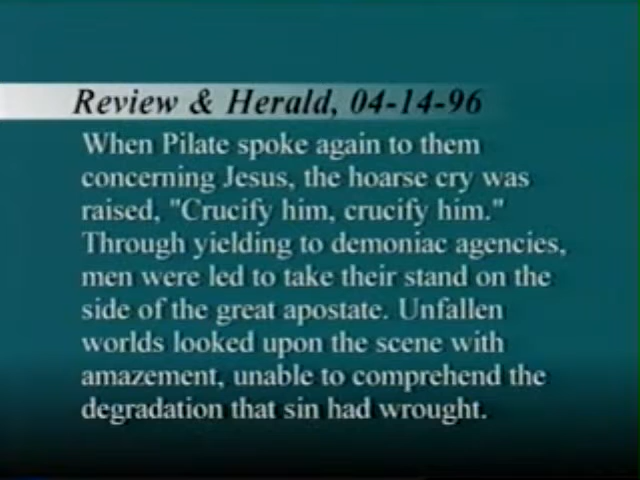 Review & Herald, 04-14-96
When Pilate spoke again to them
concerning Jesus, the hoarse cry was
raised, "Crucify him, crucify him."
Through yielding to demoniac agencies,
men were led to take their stand on the
side of the great apostate. Unfallen
worlds looked upon the scene with
amazement, unable to comprehend the
degradation that sin had wrought.